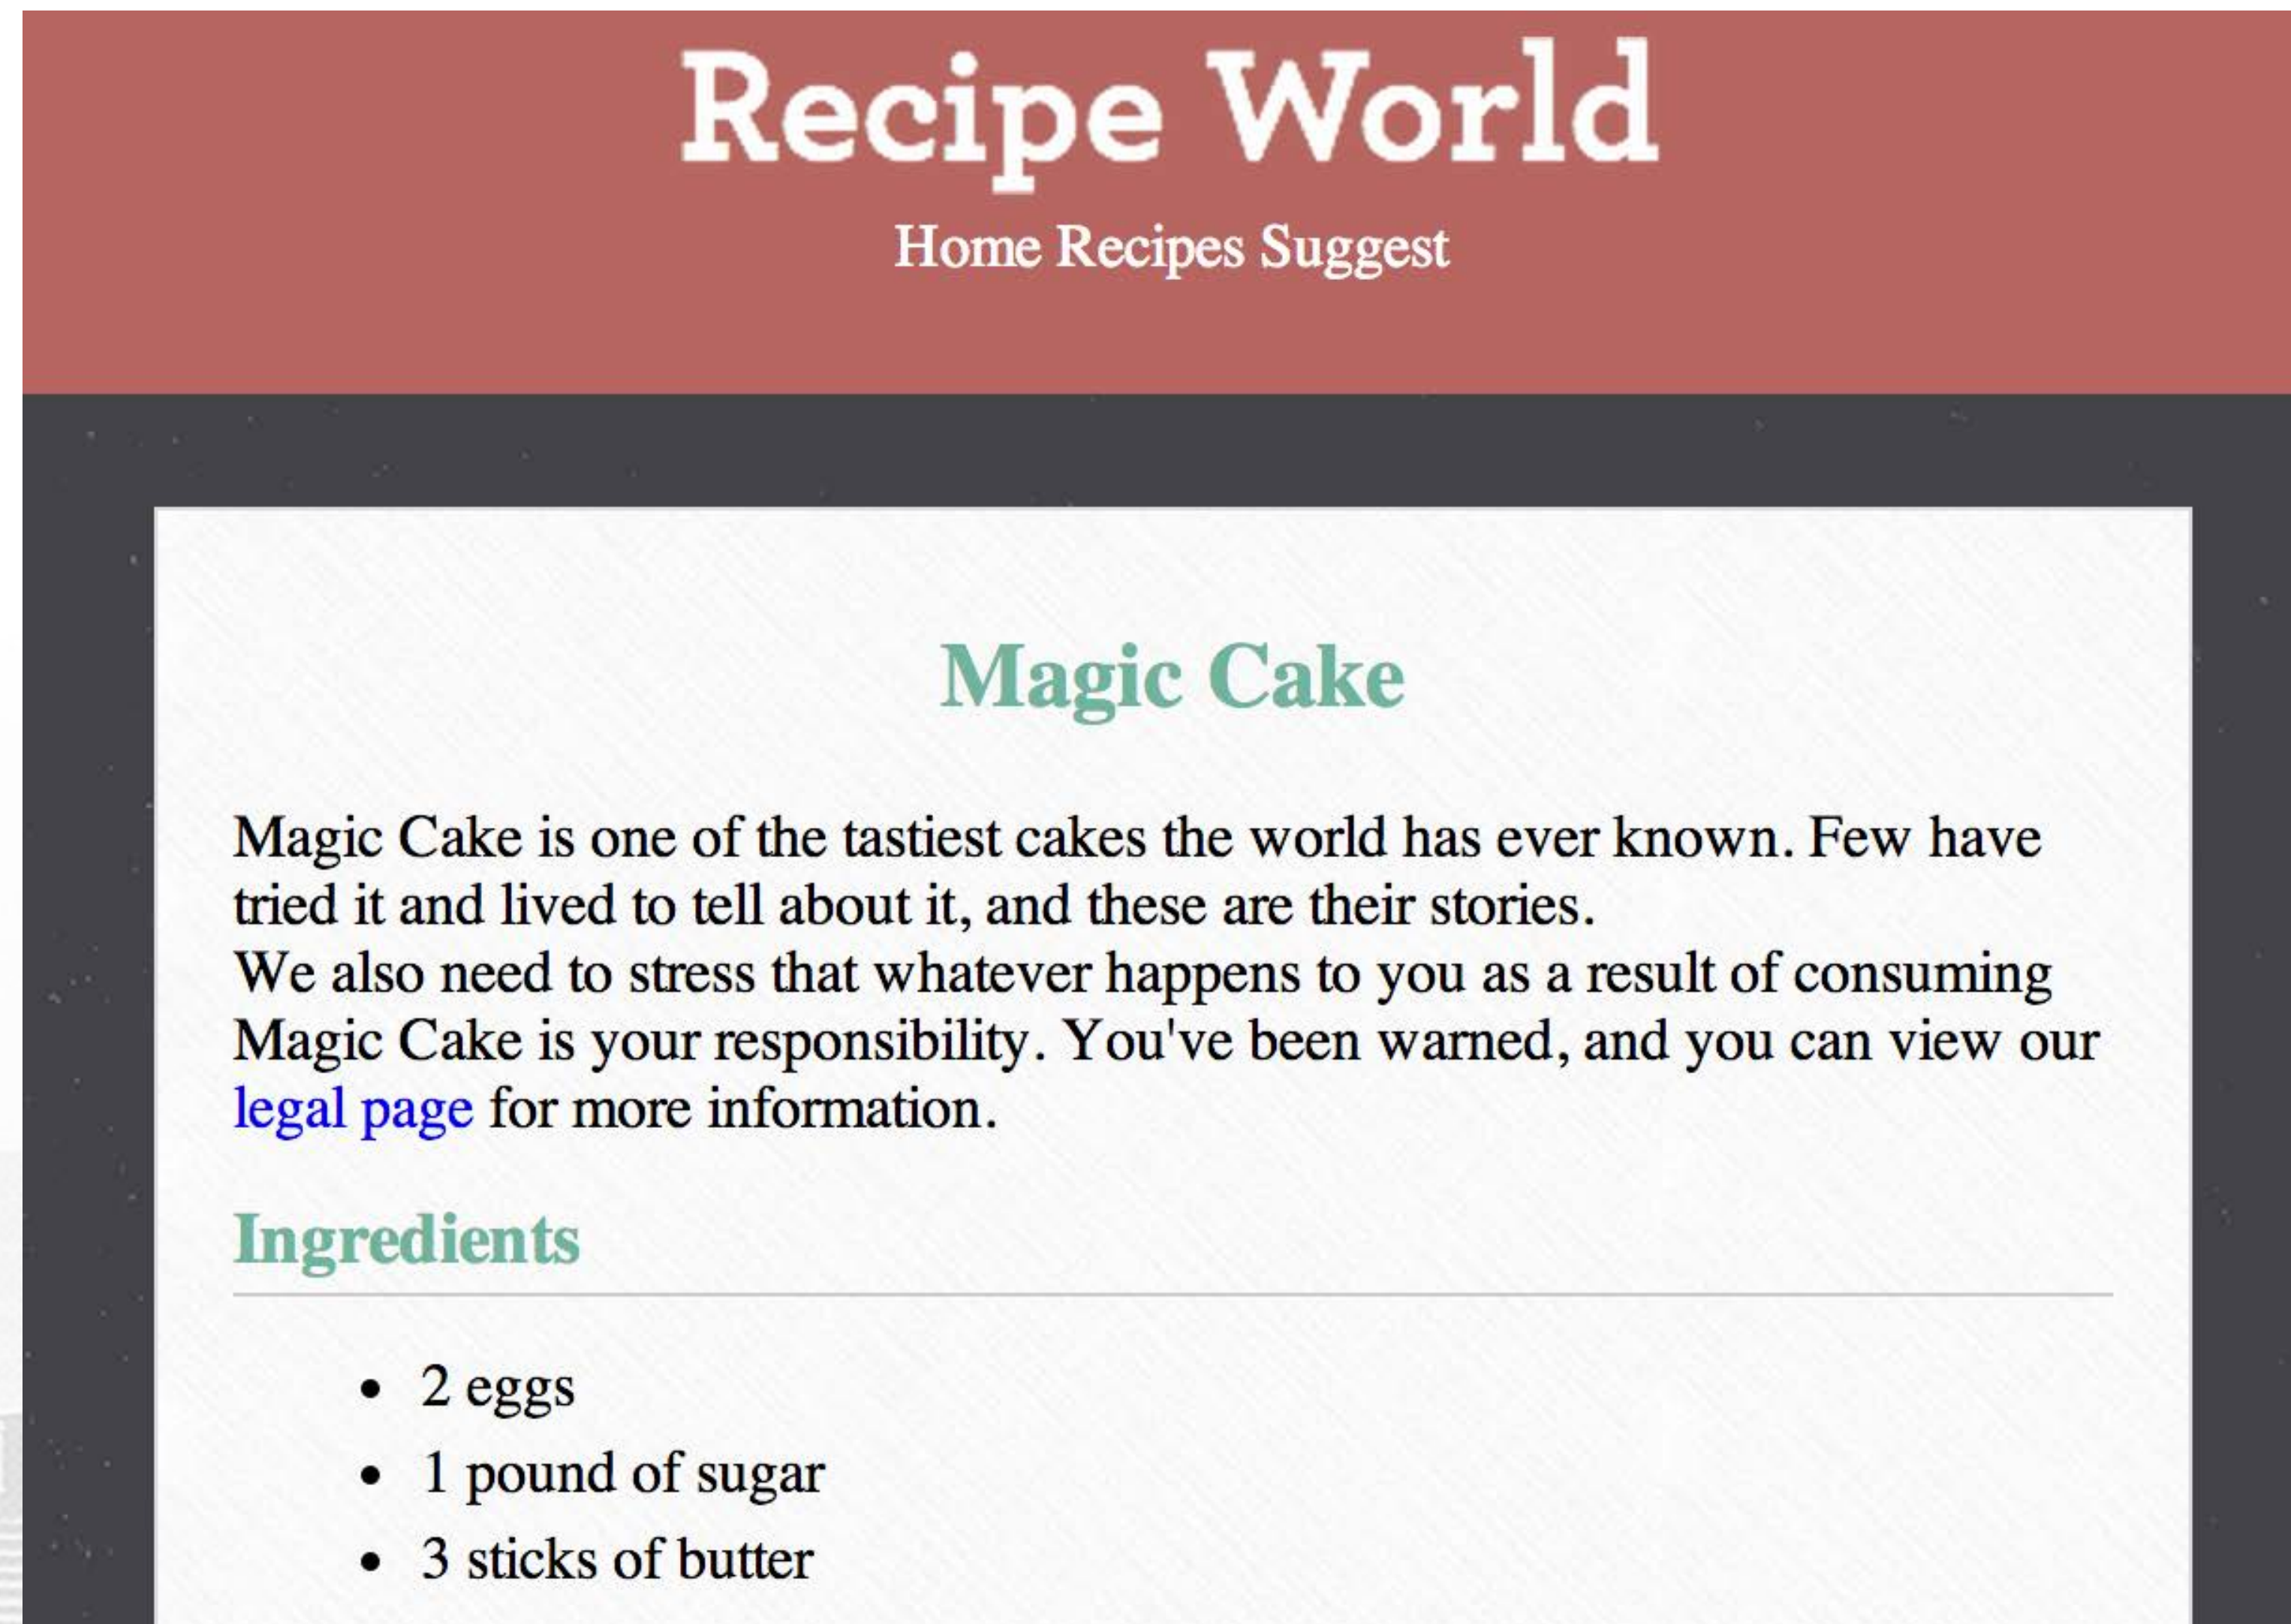 Recipe World
Home Recipes Suggest
Magic Cake
Magic Cake is one of the tastiest cakes the world has ever known. Few have
tried it and lived to tell about it, and these are their stories.
We also need to stress that whatever happens to you as a result of consuming
Magic Cake is your responsibility. You've been warned, and you can view our
legal page for more information.
Ingredients
• 2 eggs
• 1 pound of sugar
• 3 sticks of butter